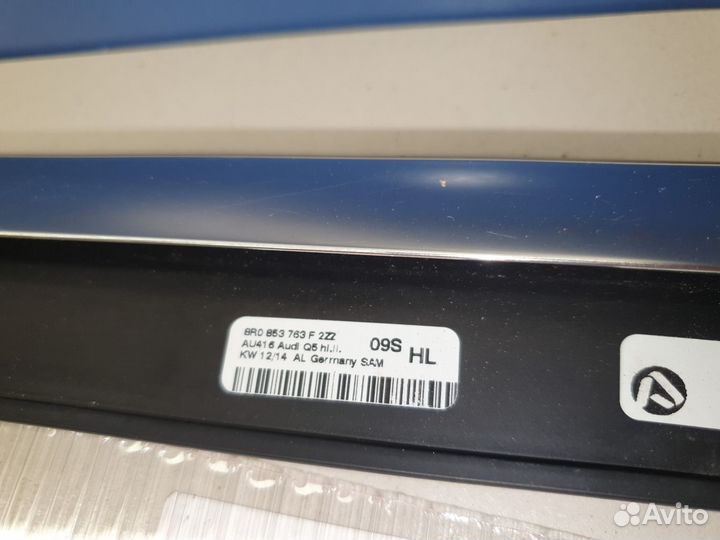 8R0 853 763 F 2ZZ
AU416 Audi Q5 hl.li.
KW 12/14 AL Germany SAM
09S HL
Avito